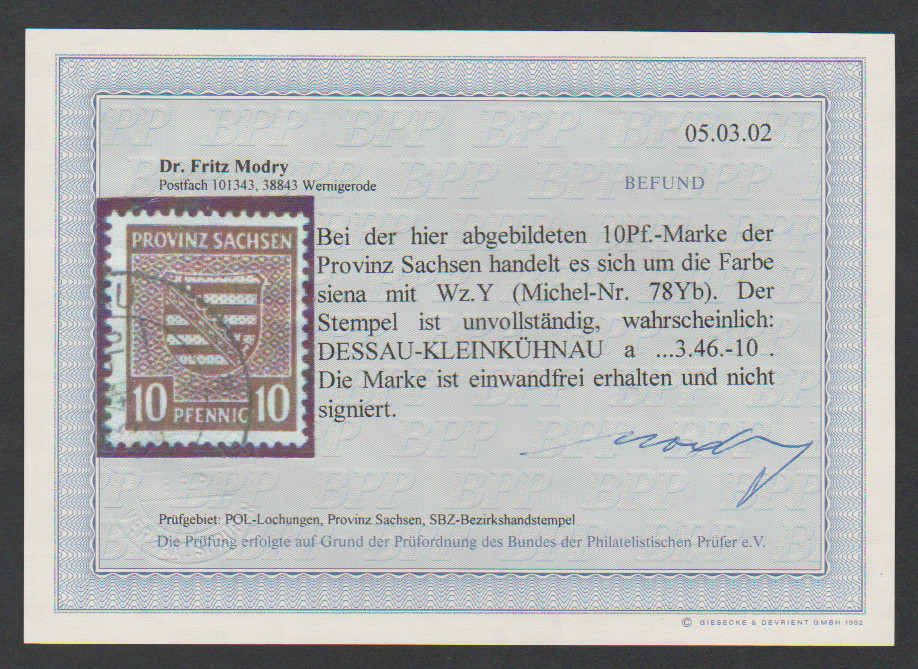 05.03.02
Dr. Fritz Modry
Postfach 101343, 38843 Wernigerode
BEFUND
PROVINZ SACHSEN
10 PFENNIG 10
Bei der hier abgebildeten 10Pf.-Marke der
Provinz Sachsen handelt es sich um die Farbe
siena mit Wz.Y (Michel-Nr. 78Yb). Der
Stempel ist unvollständig, wahrscheinlich:
DESSAU-KLEINKÜHNAU a ...3.46.-10 .
Die Marke ist einwandfrei erhalten und nicht
signiert.
Prüfgebiet: POL-Lochungen, Provinz Sachsen, SBZ-Bezirkshandstempel
Die Prüfung erfolgte auf Grund der Prüfordnung des Bundes der Philatelistischen Prüfer e.V.
© GIESECKE & DEVRIENT GMBH 1992